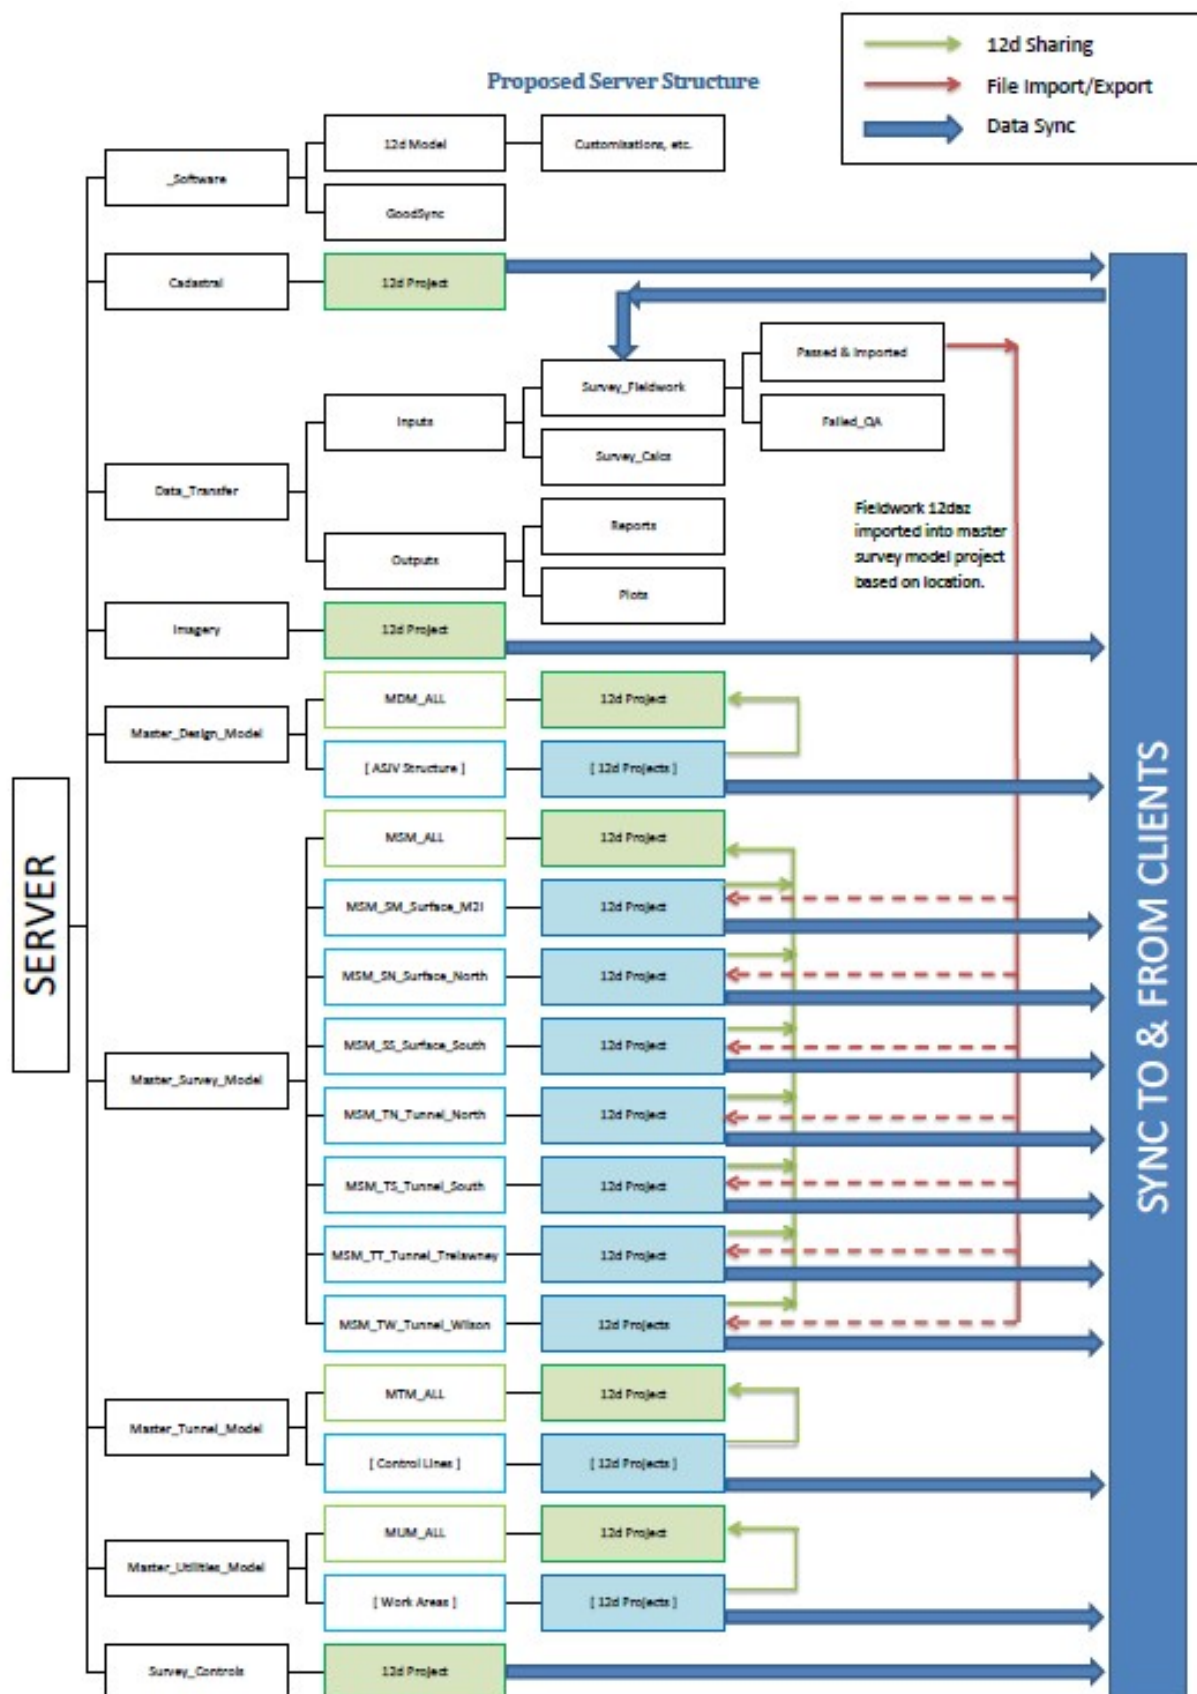 12d Sharing
File Import/Export
Data Sync
Proposed Server Structure
12d Model
Customisations, etc.
_Software
GoodSync
Cadastral
12d Project
Passed & Imported
Survey_Fieldwork
Inputs
Failed_QA
Survey_Calcs
Data_Transfer
Fieldwork 12daz
imported into master
survey model project
based on location.
Reports
Outputs
Plots
Imagery
12d Project
MDM_ALL
12d Project
Master_Design_Model
[ ASJV Structure ]
[ 12d Projects ]
MSM_ALL
12d Project
MSM_SM_Surface_M2I
12d Project
MSM_SN_Surface_North
12d Project
MSM_SS_Surface_South
12d Project
Master_Survey_Model
MSM_TN_Tunnel_North
12d Project
MSM_TS_Tunnel_South
12d Project
MSM_TT_Tunnel_Trelawney
12d Project
MSM_TW_Tunnel_Wilson
12d Projects
MTM_ALL
12d Project
Master_Tunnel_Model
[ Control Lines ]
[ 12d Projects ]
MUM_ALL
12d Project
Master_Utilities_Model
[ Work Areas ]
[ 12d Projects ]
Survey_Controls
12d Project
SERVER
SYNC TO & FROM CLIENTS